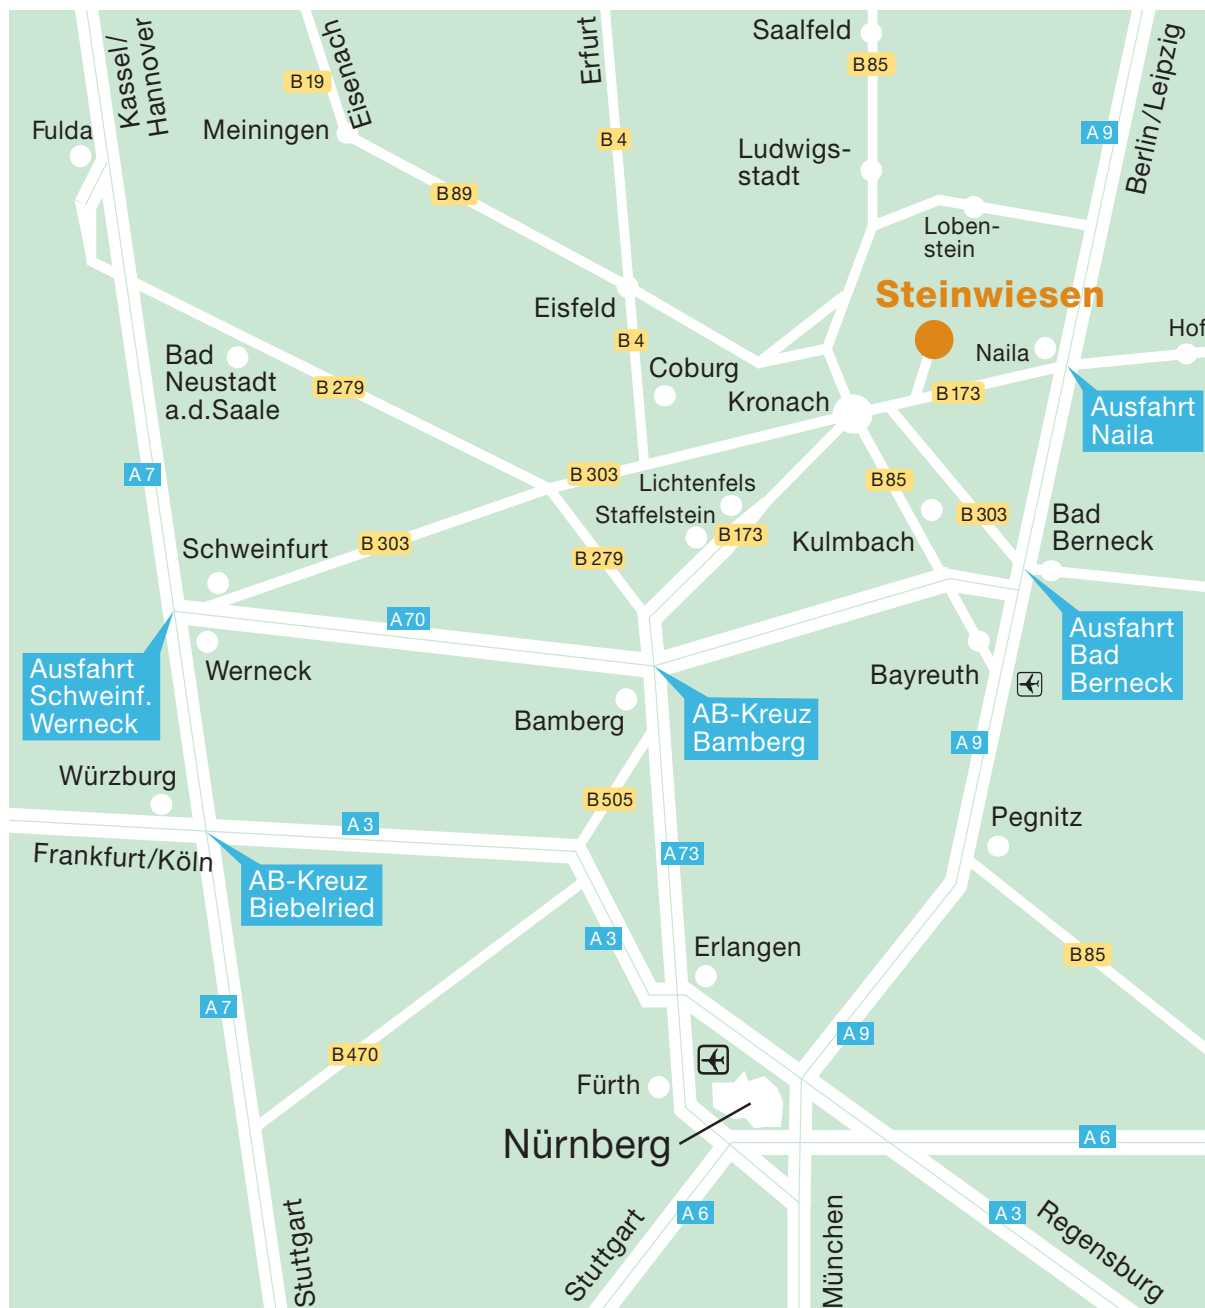 Kassel/
Hannover
Eisenach
Erfurt
Saalfeld
B85
B19
Berlin/Leipzig
Fulda
Meiningen
B4
A9
Ludwigs-
stadt
B89
Loben-
stein
Steinwiesen
Eisfeld
Hof
B4
Naila
Bad
Neustadt
a.d.Saale
B279
Coburg
Kronach
B173
Ausfahrt
Naila
A7
B303
Lichtenfels
B85
Staffelstein
B303
Bad
Berneck
B173
Kulmbach
Schweinfurt
B303
B279
A70
Ausfahrt
Schweinf.
Werneck
Werneck
Ausfahrt
Bad
Berneck
Bayreuth
Bamberg
AB-Kreuz
Bamberg
A9
Würzburg
B505
A3
Pegnitz
Frankfurt/Köln
A73
AB-Kreuz
Biebelried
A3
Erlangen
B85
A7
A9
B470
Fürth
Nürnberg
A6
Stuttgart
Stuttgart
A6
München
A3
Regensburg